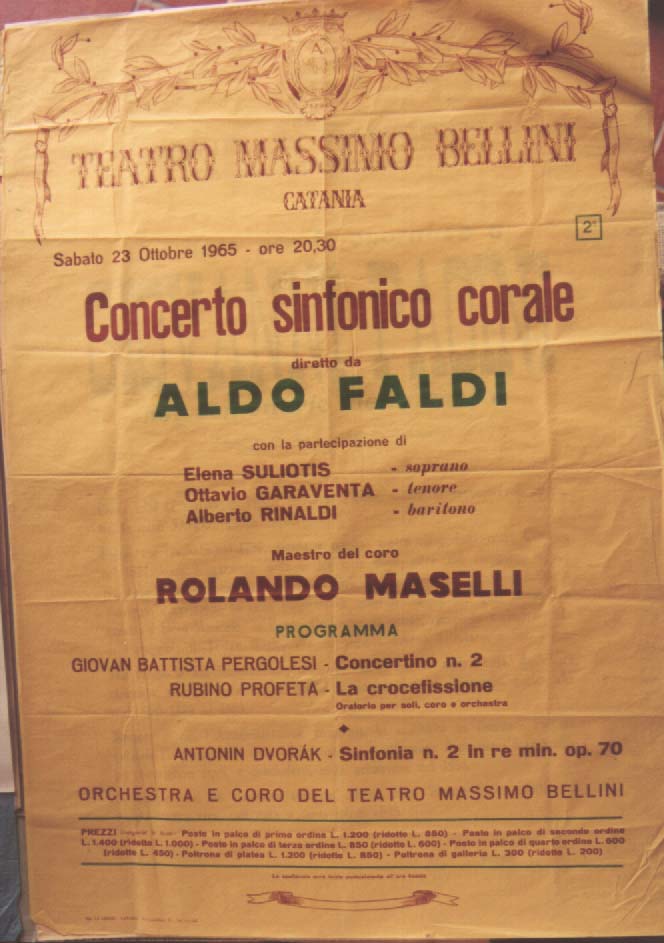 TEATRO MASSIMO BELLINI
CATANIA
2ª
Sabato 23 Ottobre 1965 - ore 20,30
Concerto sinfonico corale
diretto da
ALDO FALDI
con la partecipazione di
Elena SULIOTIS - soprano
Ottavio GARAVENTA - tenore
Alberto RINALDI - baritono
Maestro del coro
ROLANDO MASELLI
PROGRAMMA
GIOVAN BATTISTA PERGOLESI - Concertino n. 2
RUBINO PROFETA - La crocefissione
Oratorio per soli, coro e orchestra
ANTONIN DVORÁK - Sinfonia n. 2 in re min. op. 70
ORCHESTRA E CORO DEL TEATRO MASSIMO BELLINI
PREZZI Posto in palco di primo ordine L. 1.200 (ridotto L. 850) - Posto in palco di secondo ordine
L. 1.400 (ridotto L. 1.000) - Posto in palco di terzo ordine L. 850 (ridotto L. 600) - Posto in palco di quarto ordine L. 600
(ridotto L. 450) - Poltrona di platea L. 1.200 (ridotto L. 850) - Poltrona di galleria L. 300 (ridotto L. 200)
Lo spettacolo avrà inizio